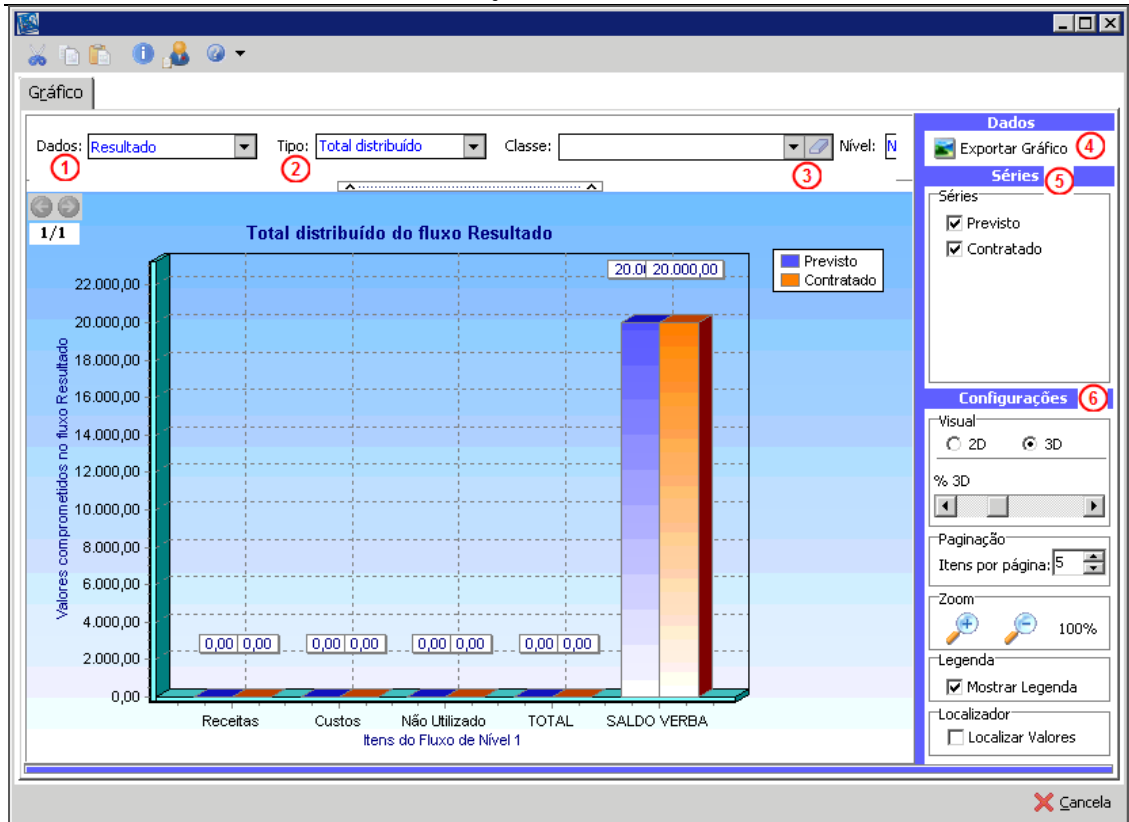 Gráfico
Dados: Resultado Tipo: Total distribuído Classe: Nível: N
1 2 3
Dados
Exportar Gráfico 4
Séries 5
Séries
Previsto
Contratado
1/1
Total distribuído do fluxo Resultado
Previsto
Contratado
20.00 20.000,00
22.000,00
20.000,00
18.000,00
16.000,00
14.000,00
12.000,00
10.000,00
8.000,00
6.000,00
4.000,00
2.000,00
0,00
Valores comprometidos no fluxo Resultado
0,00 0,00 0,00 0,00 0,00 0,00 0,00 0,00
Receitas Custos Não Utilizado TOTAL SALDO VERBA
Itens do Fluxo de Nível 1
Configurações 6
Visual
2D 3D
% 3D
Paginação
Itens por página: 5
Zoom
100%
Legenda
Mostrar Legenda
Localizador
Localizar Valores
Cancela